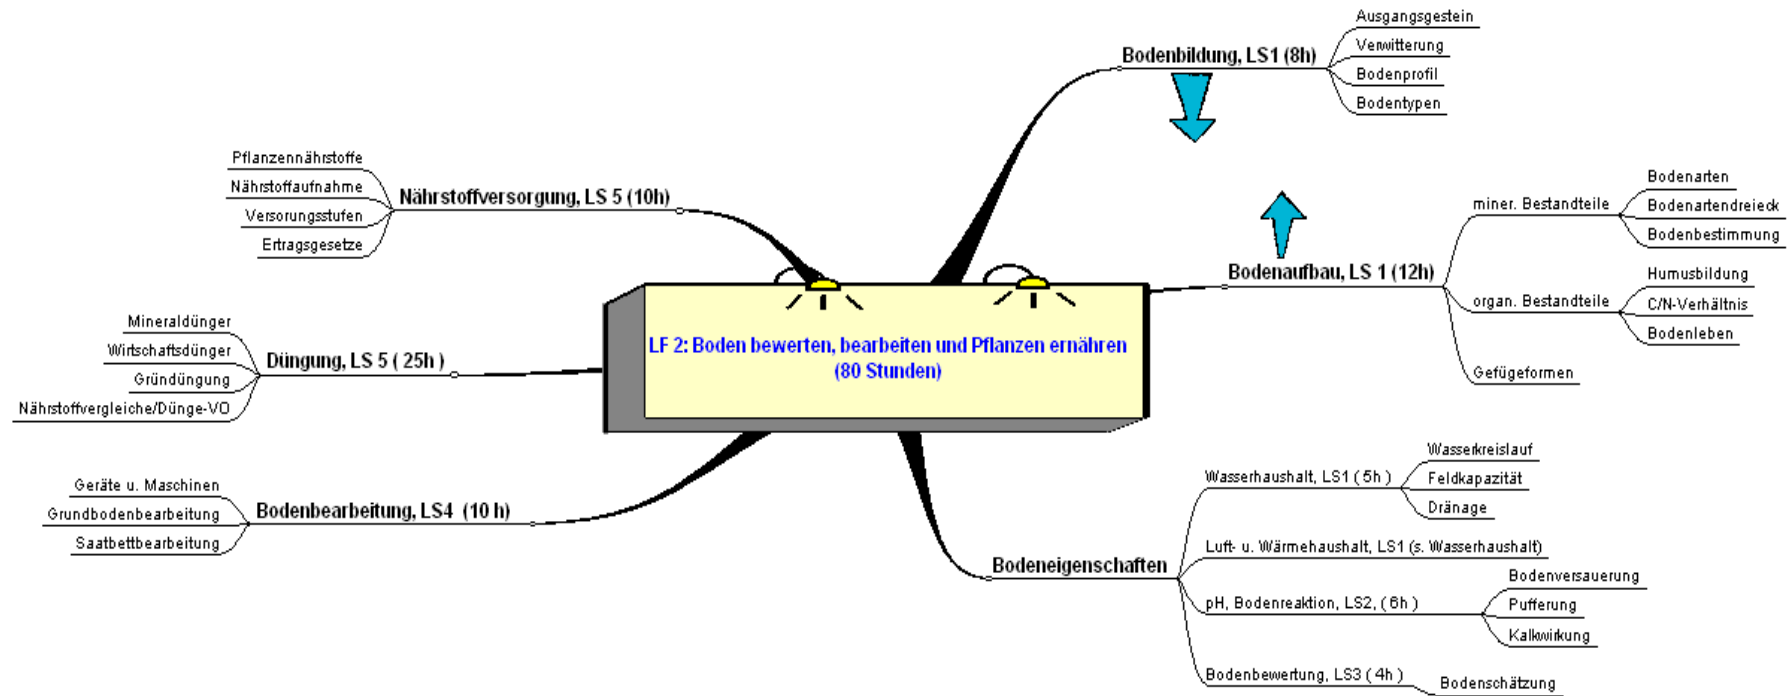 LF 2: Boden bewerten, bearbeiten und Pflanzen ernähren
(80 Stunden)
Bodenbildung, LS1 (8h)
Ausgangsgestein
Verwitterung
Bodenprofil
Bodentypen
Bodenaufbau, LS 1 (12h)
miner. Bestandteile
Bodenarten
Bodenartendreieck
Bodenbestimmung
organ. Bestandteile
Humusbildung
C/N-Verhältnis
Bodenleben
Gefügeformen
Bodeneigenschaften
Wasserhaushalt, LS1 ( 5h )
Wasserkreislauf
Feldkapazität
Dränage
Luft- u. Wärmehaushalt, LS1 (s. Wasserhaushalt)
pH, Bodenreaktion, LS2, ( 6h )
Bodenversauerung
Pufferung
Kalkwirkung
Bodenbewertung, LS3 ( 4h )
Bodenschätzung
Bodenbearbeitung, LS4 (10 h)
Geräte u. Maschinen
Grundbodenbearbeitung
Saatbettbearbeitung
Düngung, LS 5 ( 25h )
Mineraldünger
Wirtschaftsdünger
Gründüngung
Nährstoffvergleiche/Dünge-VO
Nährstoffversorgung, LS 5 (10h)
Pflanzennährstoffe
Nährstoffaufnahme
Versorungsstufen
Ertragsgesetze